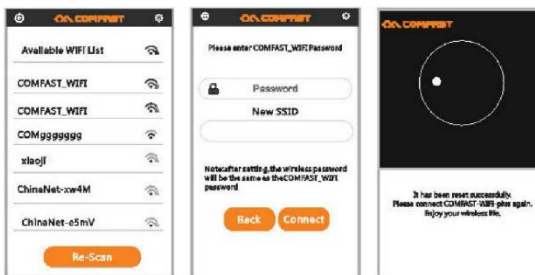 COMFAST
Available WIFI List
COMFAST_WIFI
COMFAST_WIFI
COMggggggg
xiaoji
ChinaNet-xw4M
ChinaNet-e5mV
Re-Scan
COMFAST
Please enter COMFAST_WIFI Password
Password
New SSID
Note:after setting, the wireless password
will be the same as the COMFAST_WIFI
password
Back
Connect
COMFAST
It has been reset successfully.
Please connect COMFAST-WIFI-plus again.
Enjoy your wireless life.